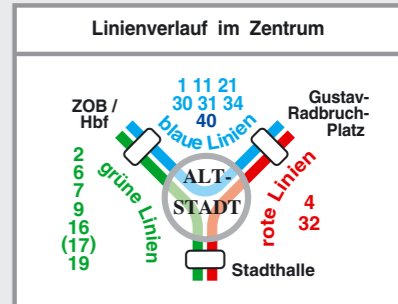 Linienverlauf im Zentrum
1 11 21
30 31 34
40
blaue Linien
ZOB /
Hbf
Gustav-
Radbruch-
Platz
2
6
7
9
16
(17)
19
grüne Linien
ALT-
STADT
rote Linien
4
32
Stadthalle